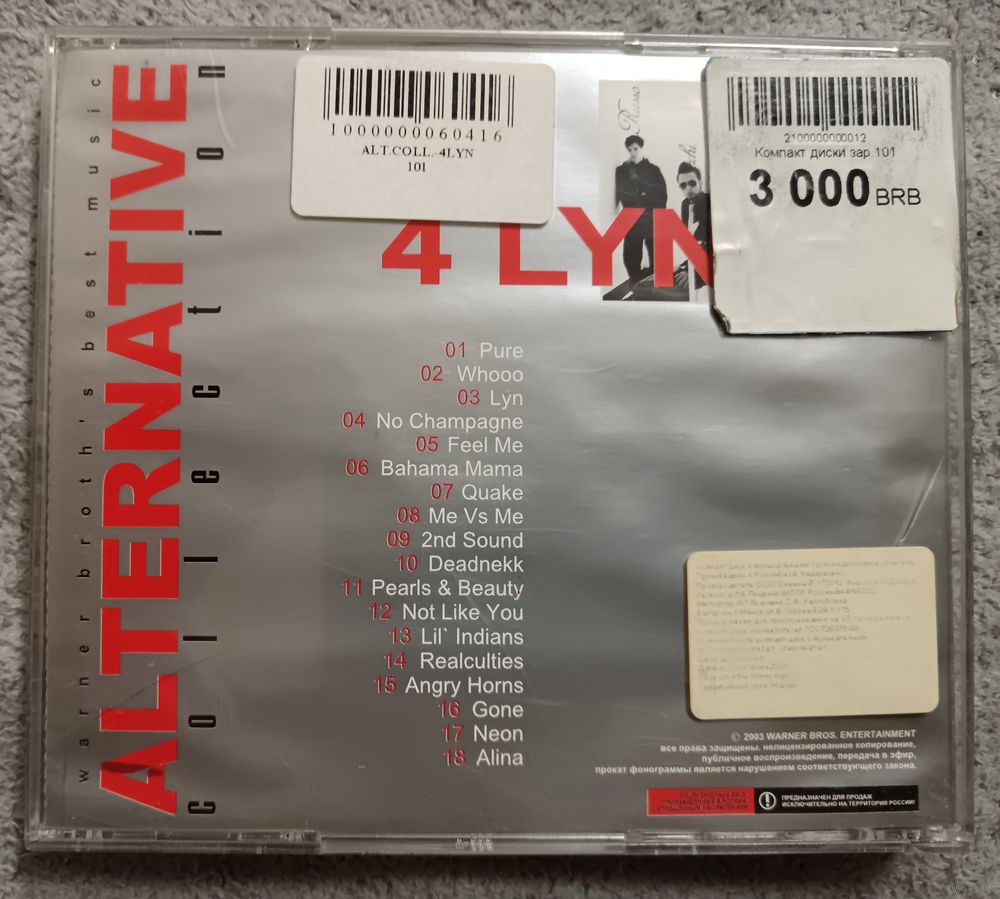 warner broth's best music
ALTERNATIVE
collection
1000000060416
ALT.COLL.-4LYN
101
2100000000012
Компакт диски зар.101
3 000 BRB
Russo
4 LYN
01 Pure
02 Whooo
03 Lyn
04 No Champagne
05 Feel Me
06 Bahama Mama
07 Quake
08 Me Vs Me
09 2nd Sound
10 Deadnekk
11 Pearls & Beauty
12 Not Like You
13 Lil` Indians
14 Realculties
15 Angry Horns
16 Gone
17 Neon
18 Alina
© 2003 WARNER BROS. ENTERTAINMENT
все права защищены. нелицензированное копирование,
публичное воспроизведение, передача в эфир,
прокат фонограммы является нарушением соответствующего закона.
ПРЕДНАЗНАЧЕН ДЛЯ ПРОДАЖ
ИСКЛЮЧИТЕЛЬНО НА ТЕРРИТОРИИ РОССИИ!